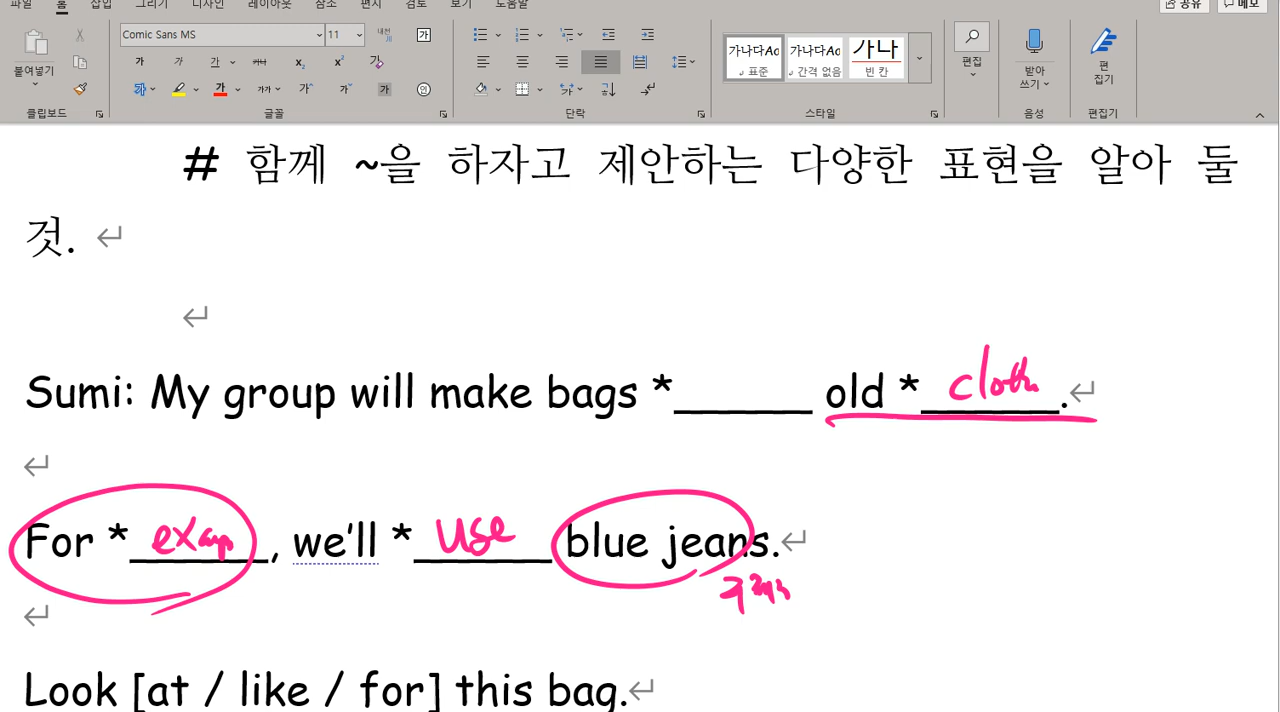 파일 홈 삽입 그리기 디자인 레이아웃 참조 편지 검토 보기 도움말 공유 메모
Comic Sans MS 11 가
가나다Ac 가나다Ac 가나
표준 간격 없음 빈 칸
붙여넣기 편집 받아쓰기 편집기
클립보드 글꼴 단락 스타일 음성 편집기
# 함께 ~을 하자고 제안하는 다양한 표현을 알아 둘
것.
Sumi: My group will make bags *______ old *cloth.
For *exap, we'll *use blue jeans.
Look [at / like / for] this bag.